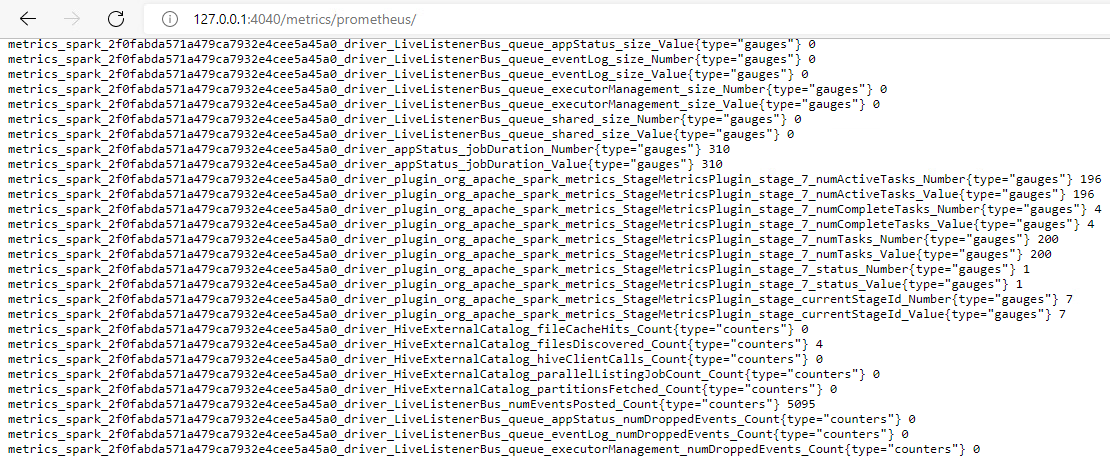 127.0.0.1:4040/metrics/prometheus/
metrics_spark_2f0fabda571a479ca7932e4cee5a45a0_driver_LiveListenerBus_queue_appStatus_size_Value{type="gauges"} 0
metrics_spark_2f0fabda571a479ca7932e4cee5a45a0_driver_LiveListenerBus_queue_eventLog_size_Number{type="gauges"} 0
metrics_spark_2f0fabda571a479ca7932e4cee5a45a0_driver_LiveListenerBus_queue_eventLog_size_Value{type="gauges"} 0
metrics_spark_2f0fabda571a479ca7932e4cee5a45a0_driver_LiveListenerBus_queue_executorManagement_size_Number{type="gauges"} 0
metrics_spark_2f0fabda571a479ca7932e4cee5a45a0_driver_LiveListenerBus_queue_executorManagement_size_Value{type="gauges"} 0
metrics_spark_2f0fabda571a479ca7932e4cee5a45a0_driver_LiveListenerBus_queue_shared_size_Number{type="gauges"} 0
metrics_spark_2f0fabda571a479ca7932e4cee5a45a0_driver_LiveListenerBus_queue_shared_size_Value{type="gauges"} 0
metrics_spark_2f0fabda571a479ca7932e4cee5a45a0_driver_appStatus_jobDuration_Number{type="gauges"} 310
metrics_spark_2f0fabda571a479ca7932e4cee5a45a0_driver_appStatus_jobDuration_Value{type="gauges"} 310
metrics_spark_2f0fabda571a479ca7932e4cee5a45a0_driver_plugin_org_apache_spark_metrics_StageMetricsPlugin_stage_7_numActiveTasks_Number{type="gauges"} 196
metrics_spark_2f0fabda571a479ca7932e4cee5a45a0_driver_plugin_org_apache_spark_metrics_StageMetricsPlugin_stage_7_numActiveTasks_Value{type="gauges"} 196
metrics_spark_2f0fabda571a479ca7932e4cee5a45a0_driver_plugin_org_apache_spark_metrics_StageMetricsPlugin_stage_7_numCompleteTasks_Number{type="gauges"} 4
metrics_spark_2f0fabda571a479ca7932e4cee5a45a0_driver_plugin_org_apache_spark_metrics_StageMetricsPlugin_stage_7_numCompleteTasks_Value{type="gauges"} 4
metrics_spark_2f0fabda571a479ca7932e4cee5a45a0_driver_plugin_org_apache_spark_metrics_StageMetricsPlugin_stage_7_numTasks_Number{type="gauges"} 200
metrics_spark_2f0fabda571a479ca7932e4cee5a45a0_driver_plugin_org_apache_spark_metrics_StageMetricsPlugin_stage_7_numTasks_Value{type="gauges"} 200
metrics_spark_2f0fabda571a479ca7932e4cee5a45a0_driver_plugin_org_apache_spark_metrics_StageMetricsPlugin_stage_7_status_Number{type="gauges"} 1
metrics_spark_2f0fabda571a479ca7932e4cee5a45a0_driver_plugin_org_apache_spark_metrics_StageMetricsPlugin_stage_7_status_Value{type="gauges"} 1
metrics_spark_2f0fabda571a479ca7932e4cee5a45a0_driver_plugin_org_apache_spark_metrics_StageMetricsPlugin_stage_currentStageId_Number{type="gauges"} 7
metrics_spark_2f0fabda571a479ca7932e4cee5a45a0_driver_plugin_org_apache_spark_metrics_StageMetricsPlugin_stage_currentStageId_Value{type="gauges"} 7
metrics_spark_2f0fabda571a479ca7932e4cee5a45a0_driver_HiveExternalCatalog_fileCacheHits_Count{type="counters"} 0
metrics_spark_2f0fabda571a479ca7932e4cee5a45a0_driver_HiveExternalCatalog_filesDiscovered_Count{type="counters"} 4
metrics_spark_2f0fabda571a479ca7932e4cee5a45a0_driver_HiveExternalCatalog_hiveClientCalls_Count{type="counters"} 0
metrics_spark_2f0fabda571a479ca7932e4cee5a45a0_driver_HiveExternalCatalog_parallelListingJobCount_Count{type="counters"} 0
metrics_spark_2f0fabda571a479ca7932e4cee5a45a0_driver_HiveExternalCatalog_partitionsFetched_Count{type="counters"} 0
metrics_spark_2f0fabda571a479ca7932e4cee5a45a0_driver_LiveListenerBus_numEventsPosted_Count{type="counters"} 5095
metrics_spark_2f0fabda571a479ca7932e4cee5a45a0_driver_LiveListenerBus_queue_appStatus_numDroppedEvents_Count{type="counters"} 0
metrics_spark_2f0fabda571a479ca7932e4cee5a45a0_driver_LiveListenerBus_queue_eventLog_numDroppedEvents_Count{type="counters"} 0
metrics_spark_2f0fabda571a479ca7932e4cee5a45a0_driver_LiveListenerBus_queue_executorManagement_numDroppedEvents_Count{type="counters"} 0